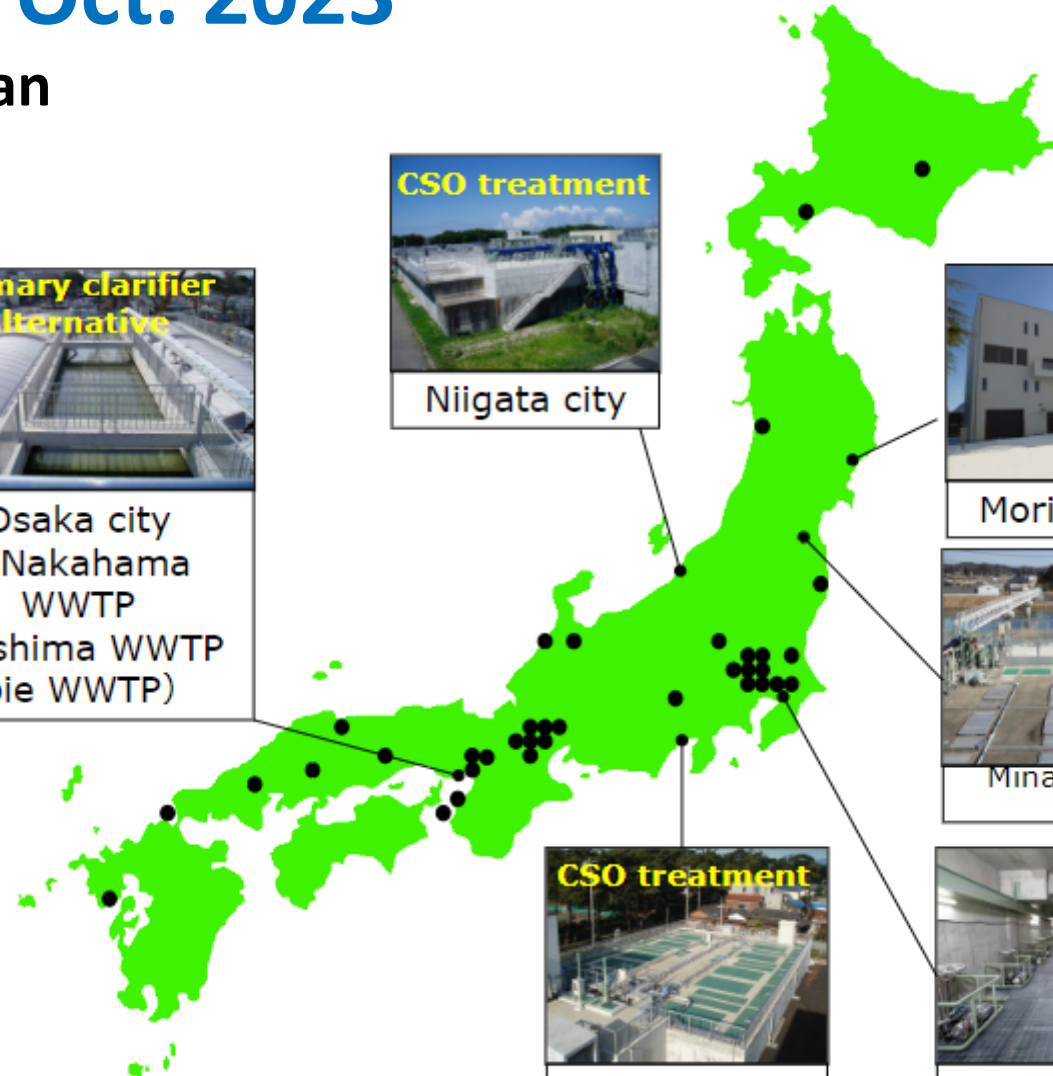 Oct. 2023
an
CSO treatment
Niigata city
mary clarifier
lternative
Osaka city
Nakahama
WWTP
shima WWTP
bie WWTP）
Mori
Mina
CSO treatment